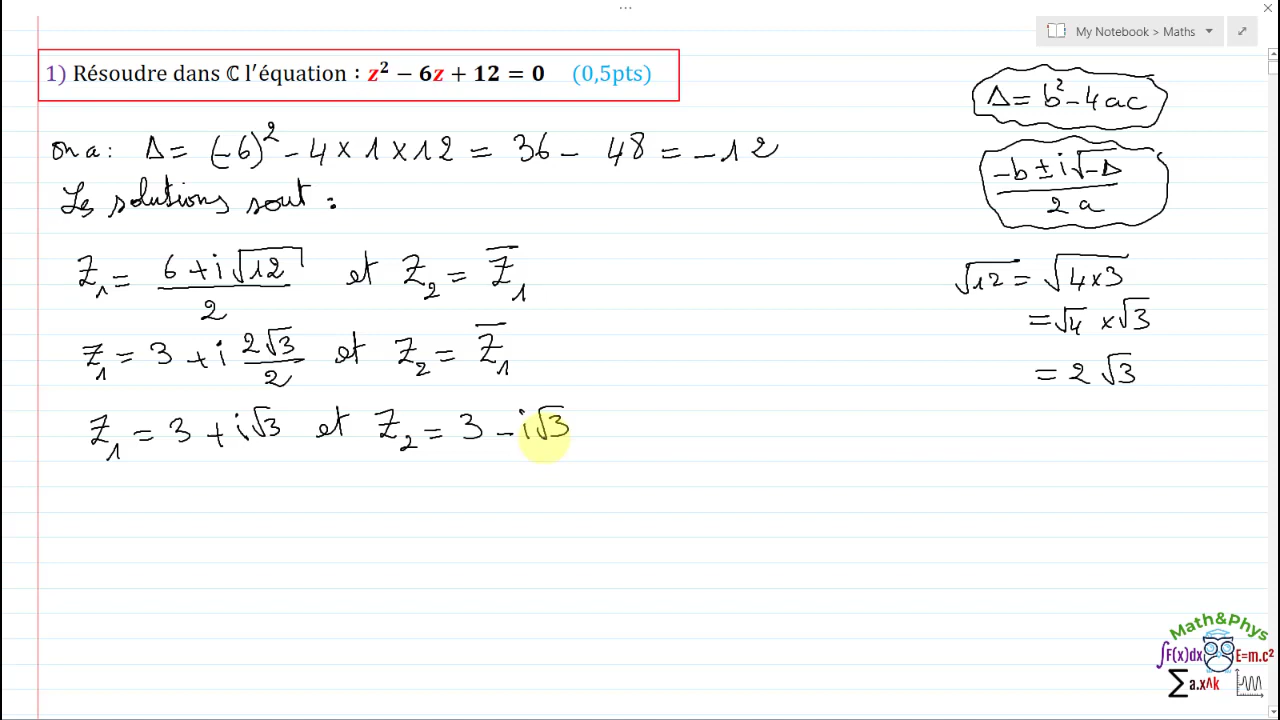 ...
My Notebook > Maths
1) Résoudre dans ℂ l'équation : z² − 6z + 12 = 0 (0,5pts)
Δ = b² − 4ac
on a : Δ = (−6)² − 4 × 1 × 12 = 36 − 48 = −12
(−b ± i√−Δ)/2a
Les solutions sont :
Z₁ = (6 + i√12)/2 et Z₂ = Z̅₁
√12 = √4×3
= √4 × √3
Z₁ = 3 + i 2√3/2 et Z₂ = Z̅₁
= 2√3
Z₁ = 3 + i√3 et Z₂ = 3 − i√3
Math&Phys
∫F(x)dx E=m.c²
∑ a.x^k